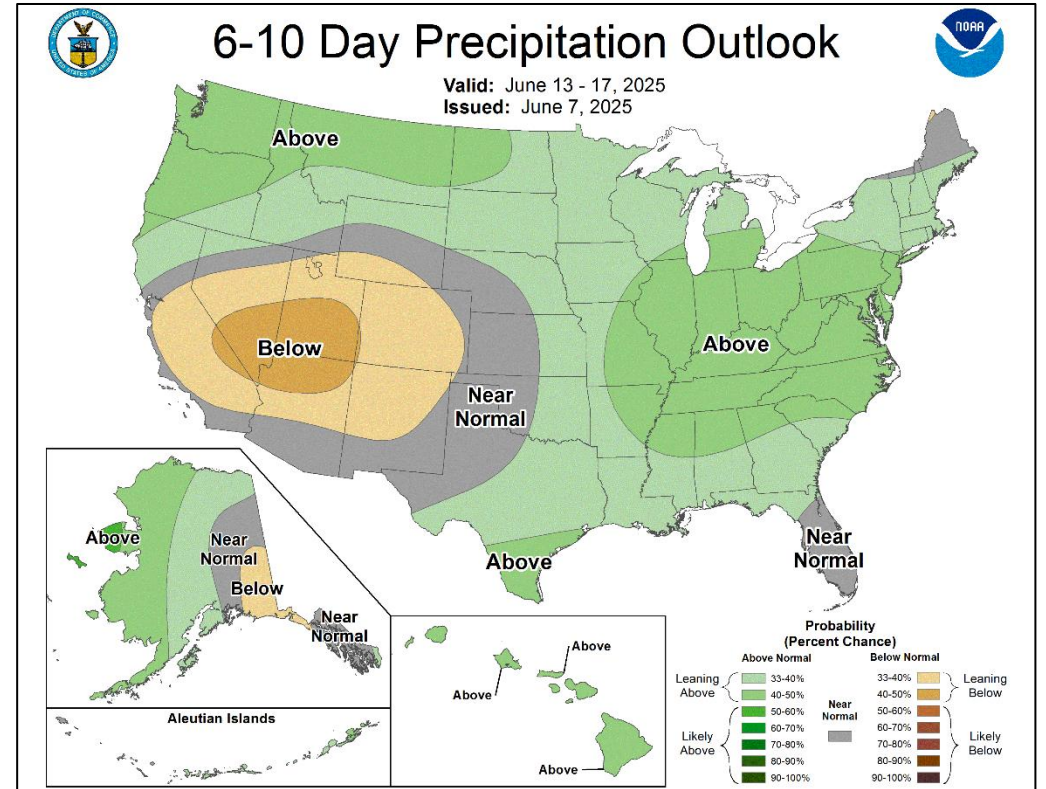 6-10 Day Precipitation Outlook
Valid: June 13 - 17, 2025
Issued: June 7, 2025
NOAA
Above
Below
Near
Normal
Above
Above
Near
Normal
Above
Near
Normal
Below
Near
Normal
Aleutian Islands
Above
Above
Above
Probability
(Percent Chance)
Above Normal
Below Normal
Leaning
Above
33-40%
40-50%
Likely
Above
50-60%
60-70%
70-80%
80-90%
90-100%
Near
Normal
33-40%
40-50%
Leaning
Below
50-60%
60-70%
70-80%
80-90%
90-100%
Likely
Below